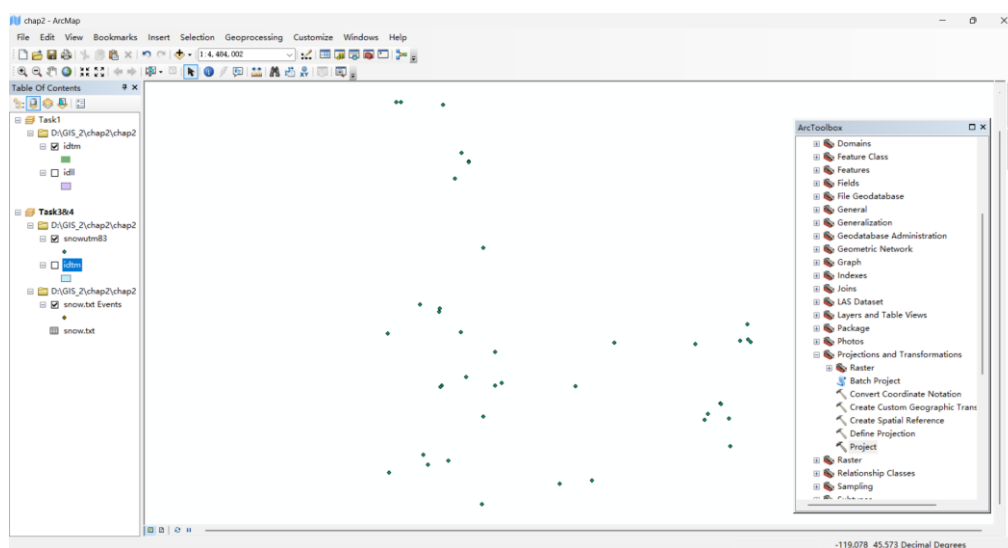 chap2 - ArcMap
File Edit View Bookmarks Insert Selection Geoprocessing Customize Windows Help
1:4,484,002
Table Of Contents
Task1
D:\GIS_2\chap2\chap2
idtm
idll
Task3&4
D:\GIS_2\chap2\chap2
snowutm83
idtm
D:\GIS_2\chap2\chap2
snow.txt Events
snow.txt
ArcToolbox
Domains
Feature Class
Features
Fields
File Geodatabase
General
Generalization
Geodatabase Administration
Geometric Network
Graph
Indexes
Joins
LAS Dataset
Layers and Table Views
Package
Photos
Projections and Transformations
Raster
Batch Project
Convert Coordinate Notation
Create Custom Geographic Trans
Create Spatial Reference
Define Projection
Project
Raster
Relationship Classes
Sampling
-119.078 45.573 Decimal Degrees